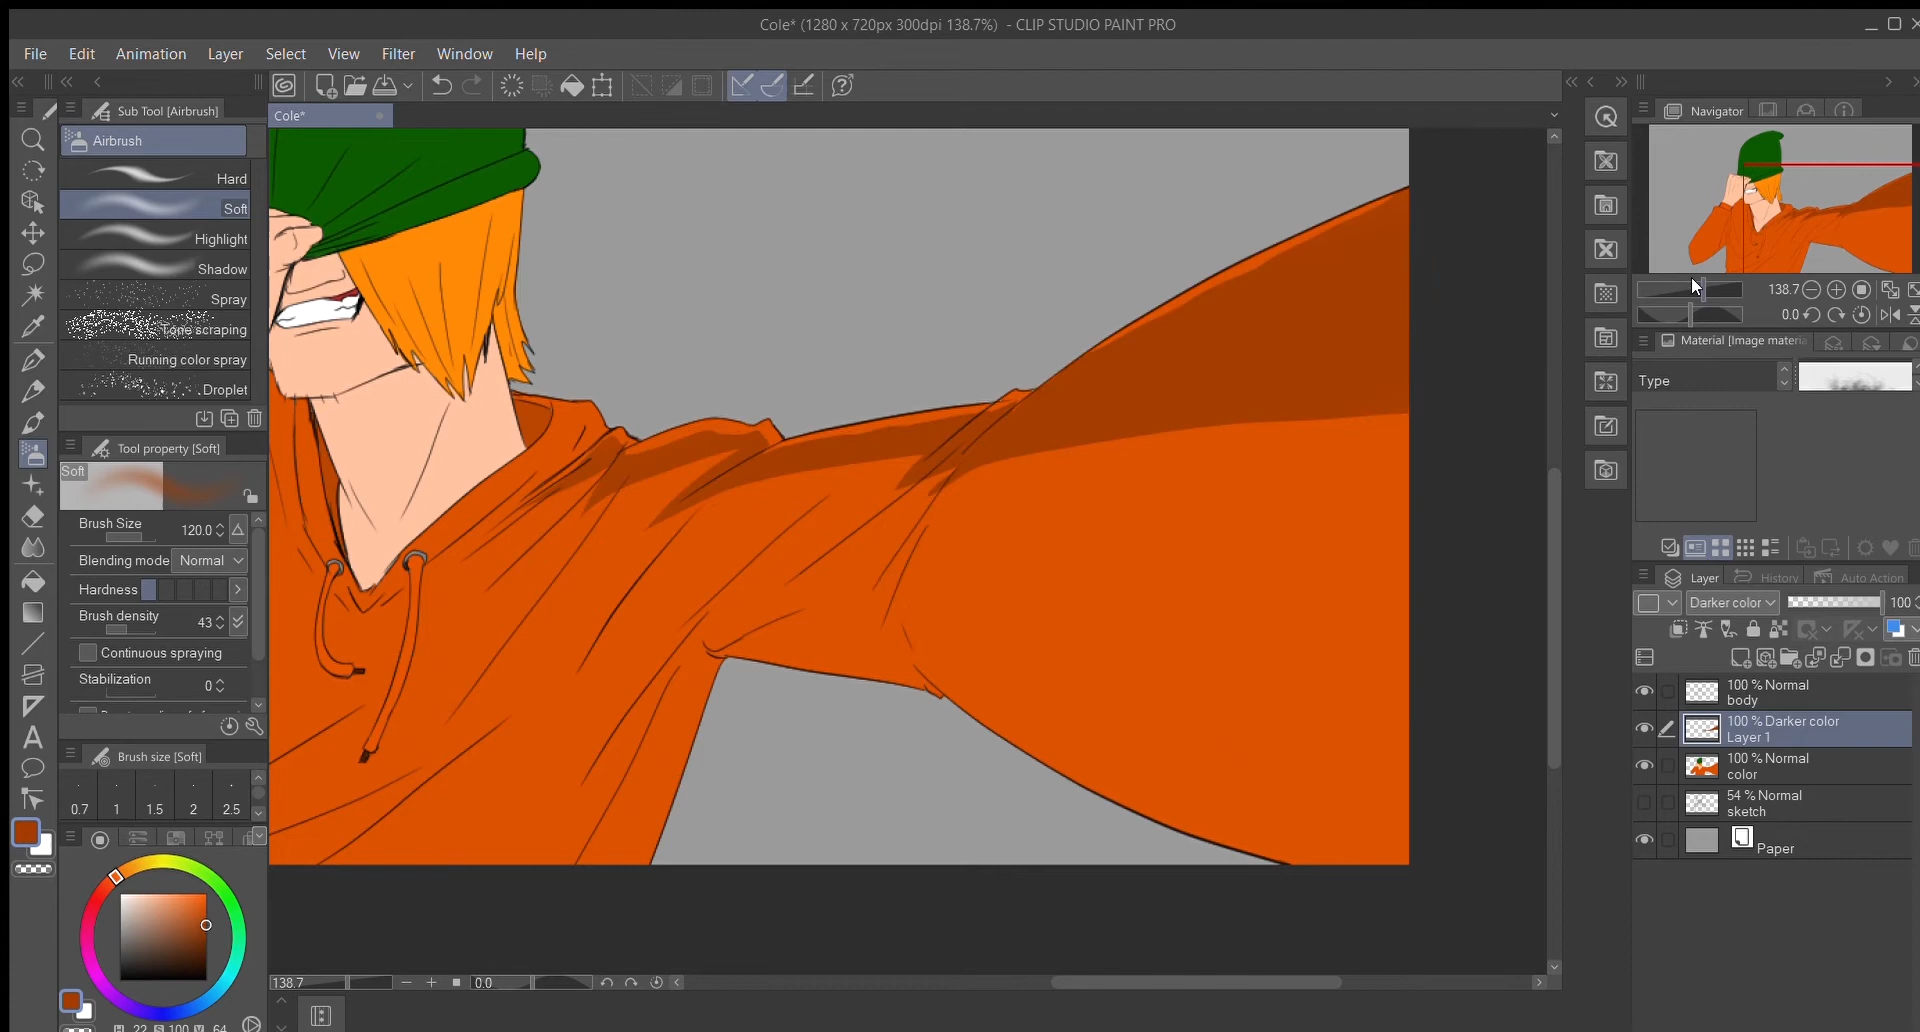 Cole* (1280 x 720px 300dpi 138.7%) - CLIP STUDIO PAINT PRO
File Edit Animation Layer Select View Filter Window Help
Sub Tool [Airbrush]
Airbrush
Hard
Soft
Highlight
Shadow
Spray
Tone scraping
Running color spray
Droplet
Tool property [Soft]
Soft
Brush Size 120.0
Blending mode Normal
Hardness
Brush density 43
Continuous spraying
Stabilization 0
Brush size [Soft]
0.7 1 1.5 2 2.5
H 22 S 100 V 64
Cole*
138.7 0.0
Navigator
138.7
0.0
Material [Image materia
Type
Layer History Auto Action
Darker color 100
100 % Normal
body
100 % Darker color
Layer 1
100 % Normal
color
54 % Normal
sketch
Paper